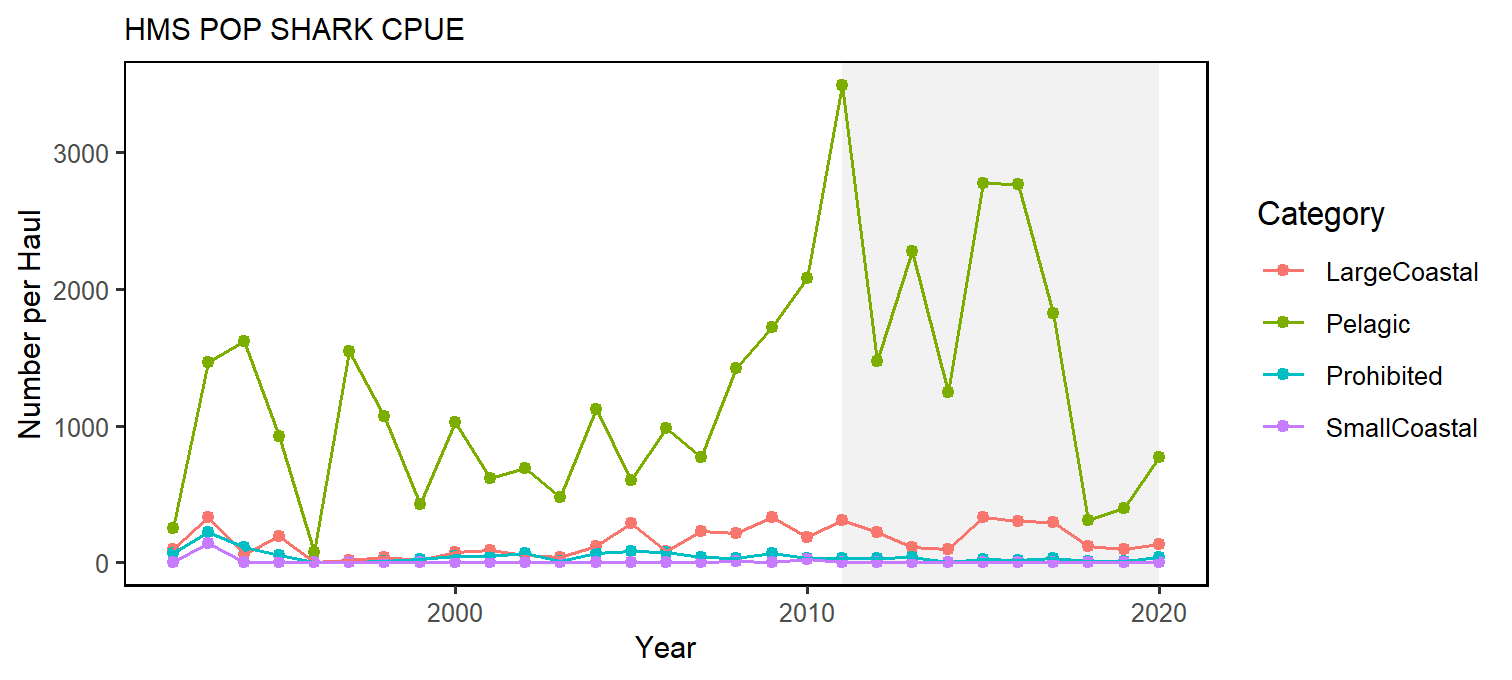 HMS POP SHARK CPUE
Number per Haul
3000
2000
1000
0
2000
2010
2020
Year
Category
LargeCoastal
Pelagic
Prohibited
SmallCoastal